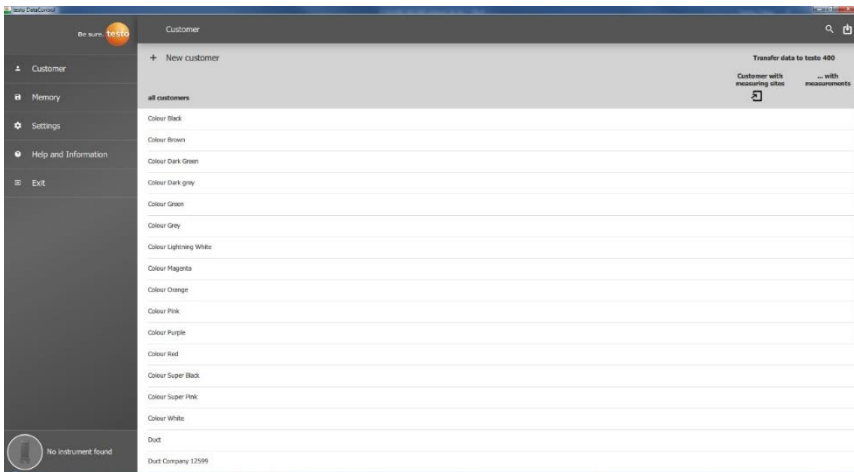 Testo DataControl
Be sure. testo
Customer
Customer
Memory
Settings
Help and Information
Exit
No instrument found
+ New customer
Transfer data to testo 400
Customer with
measuring sites
... with
measurements
all customers
Colour Black
Colour Brown
Colour Dark Green
Colour Dark grey
Colour Green
Colour Grey
Colour Lightning White
Colour Magenta
Colour Orange
Colour Pink
Colour Purple
Colour Red
Colour Super Black
Colour Super Pink
Colour White
Duct
Duct Company 12599